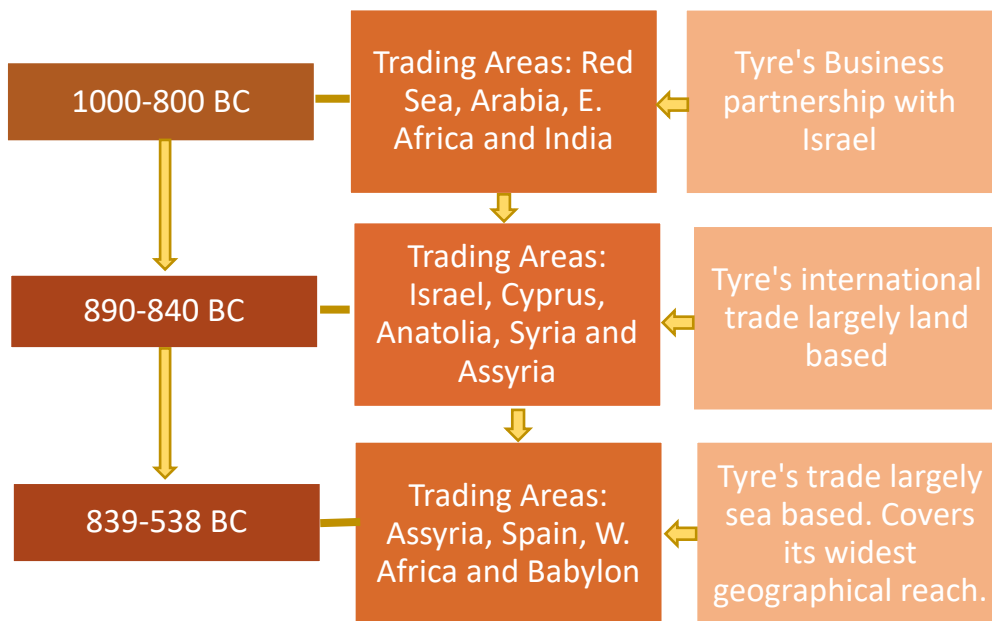 1000-800 BC
Trading Areas: Red
Sea, Arabia, E.
Africa and India
Tyre's Business
partnership with
Israel
890-840 BC
Trading Areas:
Israel, Cyprus,
Anatolia, Syria and
Assyria
Tyre's international
trade largely land
based
839-538 BC
Trading Areas:
Assyria, Spain, W.
Africa and Babylon
Tyre's trade largely
sea based. Covers
its widest
geographical reach.